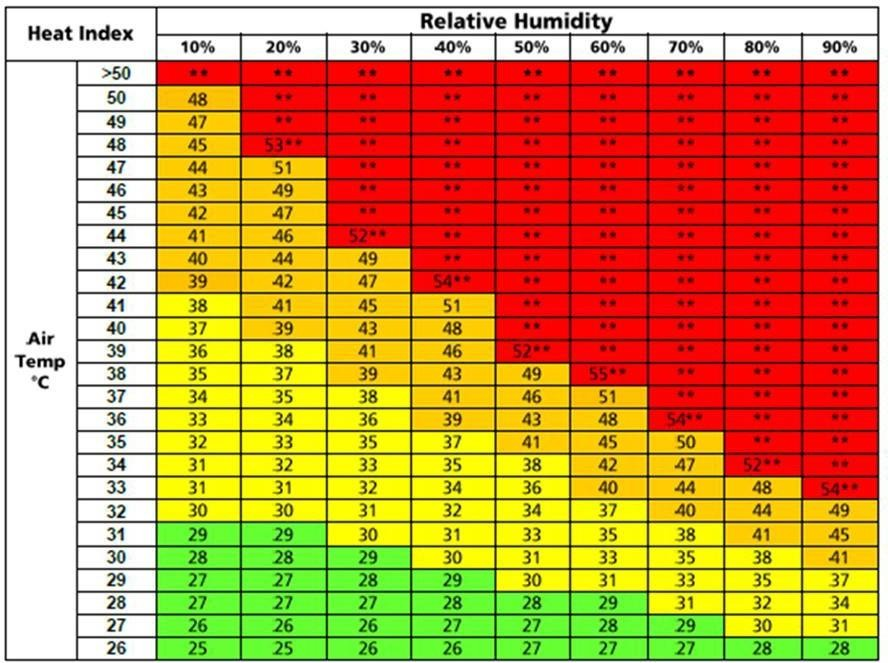 Heat Index Relative Humidity
10% 20% 30% 40% 50% 60% 70% 80% 90%
>50 ** ** ** ** ** ** ** ** **
50 48 ** ** ** ** ** ** ** **
49 47 ** ** ** ** ** ** ** **
48 45 53** ** ** ** ** ** ** **
47 44 51 ** ** ** ** ** ** **
46 43 49 ** ** ** ** ** ** **
45 42 47 ** ** ** ** ** ** **
44 41 46 52** ** ** ** ** ** **
43 40 44 49 ** ** ** ** ** **
42 39 42 47 54** ** ** ** ** **
41 38 41 45 51 ** ** ** ** **
40 37 39 43 48 ** ** ** ** **
Air Temp °C
39 36 38 41 46 52** ** ** ** **
38 35 37 39 43 49 55** ** ** **
37 34 35 38 41 46 51 ** ** **
36 33 34 36 39 43 48 54** ** **
35 32 33 35 37 41 45 50 ** **
34 31 32 33 35 38 42 47 52** **
33 31 31 32 34 36 40 44 48 54**
32 30 30 31 32 34 37 40 44 49
31 29 29 30 31 33 35 38 41 45
30 28 28 29 30 31 33 35 38 41
29 27 27 28 29 30 31 33 35 37
28 27 27 27 28 28 29 31 32 34
27 26 26 26 27 27 28 29 30 31
26 25 25 26 26 27 27 27 28 28